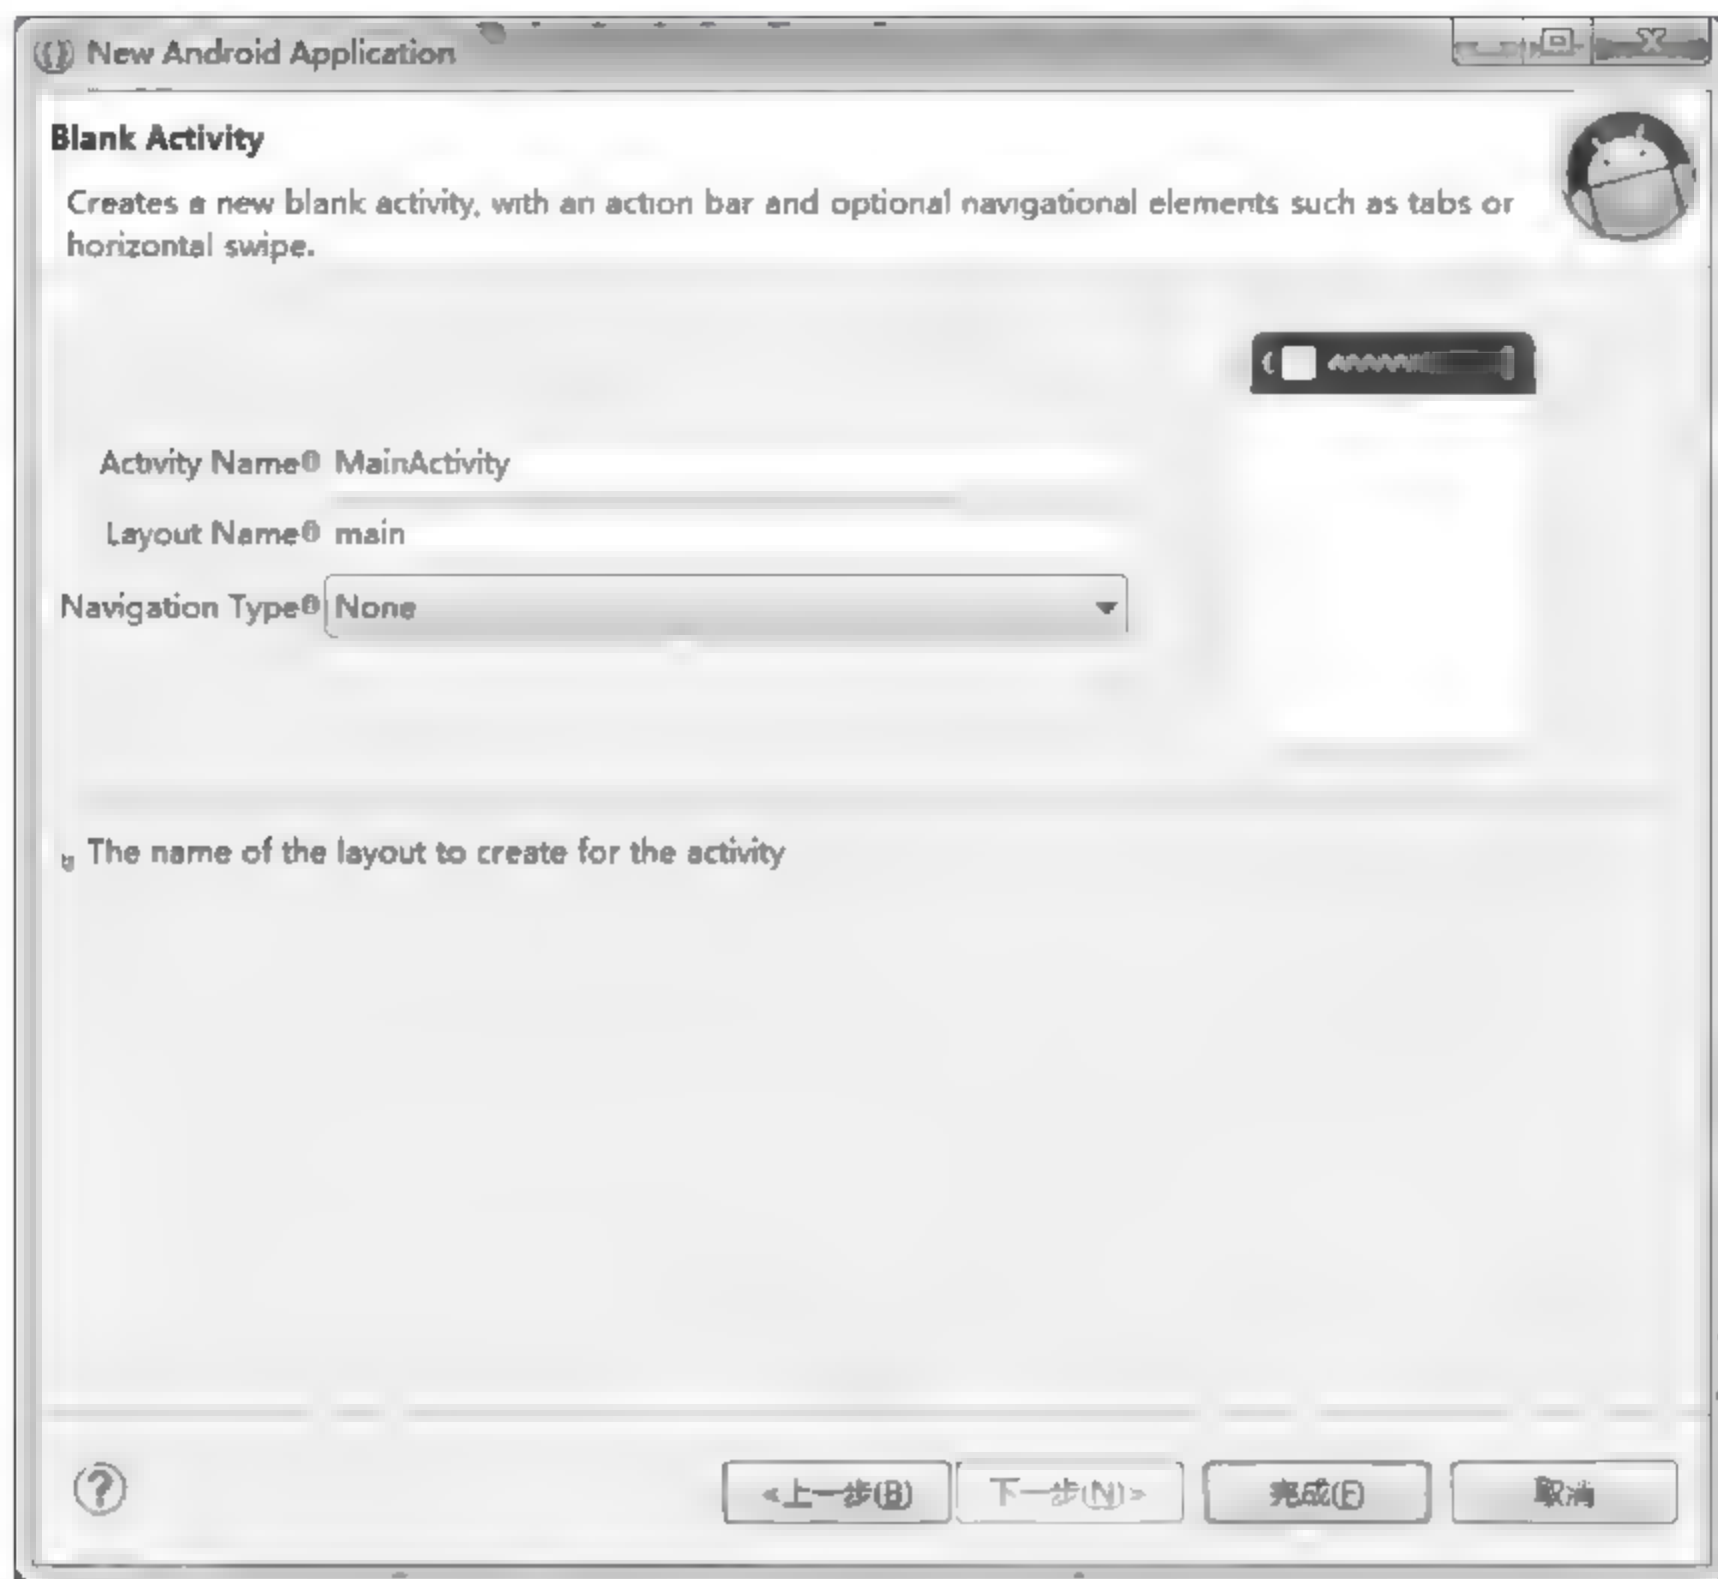 New Android Application
Blank Activity
Creates a new blank activity, with an action bar and optional navigational elements such as tabs or
horizontal swipe.
Activity Name MainActivity
Layout Name main
Navigation Type None
The name of the layout to create for the activity
<上一步(B) 下一步(N)> 完成(F) 取消